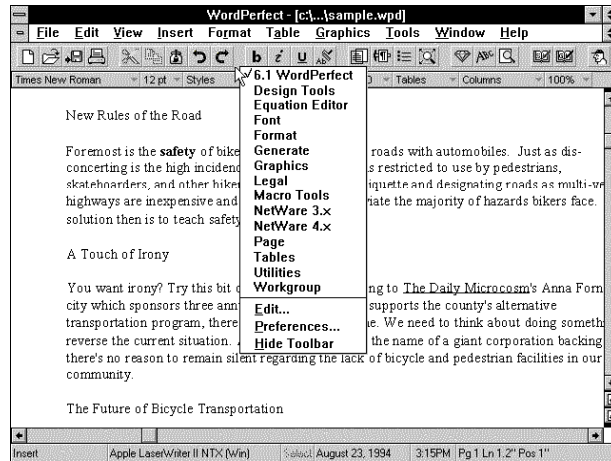 WordPerfect - [c:\...\sample.wpd]
File Edit View Insert Format Table Graphics Tools Window Help
b i u ABC
Times New Roman 12 pt Styles Tables Columns 100%
6.1 WordPerfect
Design Tools
Equation Editor
Font
Format
Generate
Graphics
Legal
Macro Tools
NetWare 3.x
NetWare 4.x
Page
Tables
Utilities
Workgroup
Edit...
Preferences...
Hide Toolbar
New Rules of the Road
Foremost is the safety of bike roads with automobiles. Just as dis-
concerting is the high inciden s restricted to use by pedestrians,
skateboarders, and other biker iquette and designating roads as multi-ve
highways are inexpensive and iate the majority of hazards bikers face.
solution then is to teach safety
A Touch of Irony
You want irony? Try this bit ng to The Daily Microcosm's Anna Forn
city which sponsors three ann supports the county's alternative
transportation program, there e. We need to think about doing someth
reverse the current situation. the name of a giant corporation backing
there's no reason to remain silent regarding the lack of bicycle and pedestrian facilities in our
community.
The Future of Bicycle Transportation
Insert Apple LaserWriter II NTX (Win) Select August 23, 1994 3:15PM Pg 1 Ln 1.2" Pos 1"